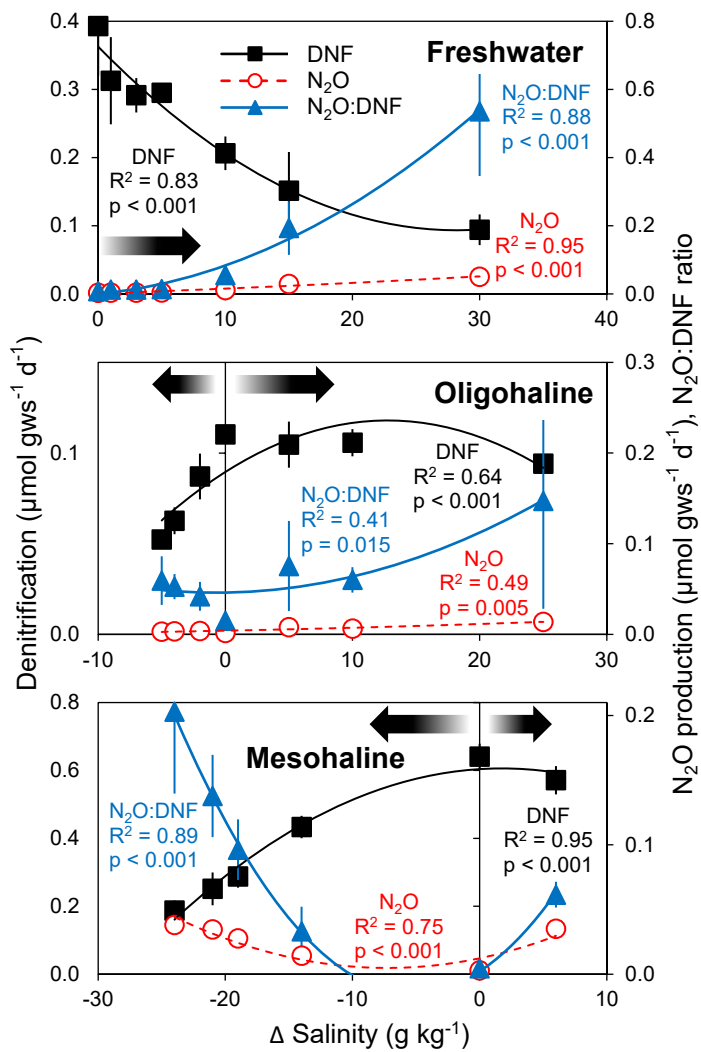 Denitrification (µmol gws⁻¹ d⁻¹)
N₂O production (µmol gws⁻¹ d⁻¹), N₂O:DNF ratio
Freshwater
DNF
N₂O
N₂O:DNF
N₂O:DNF
R² = 0.88
p < 0.001
DNF
R² = 0.83
p < 0.001
N₂O
R² = 0.95
p < 0.001
0.4
0.3
0.2
0.1
0.0
0.8
0.6
0.4
0.2
0.0
0 10 20 30 40
Oligohaline
DNF
R² = 0.64
p < 0.001
N₂O:DNF
R² = 0.41
p = 0.015
N₂O
R² = 0.49
p = 0.005
0.1
0.0
0.3
0.2
0.1
0.0
-10 0 10 20 30
Mesohaline
N₂O:DNF
R² = 0.89
p < 0.001
DNF
R² = 0.95
p < 0.001
N₂O
R² = 0.75
p < 0.001
0.8
0.6
0.4
0.2
0.0
0.2
0.1
0.0
-30 -20 -10 0 10
Δ Salinity (g kg⁻¹)